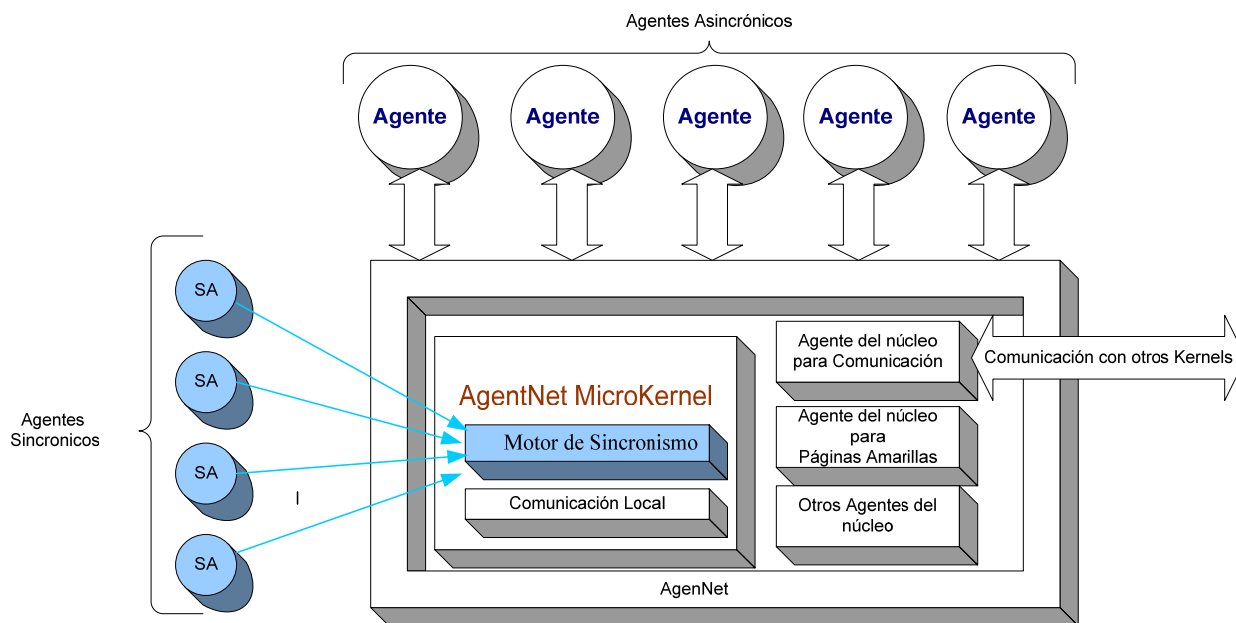 Agentes Asincrónicos
Agente
Agente
Agente
Agente
Agente
SA
SA
SA
SA
Agentes
Sincronicos
I
AgentNet MicroKernel
Motor de Sincronismo
Comunicación Local
Agente del núcleo
para Comunicación
Agente del núcleo
para
Páginas Amarillas
Otros Agentes del
núcleo
Comunicación con otros Kernels
AgenNet